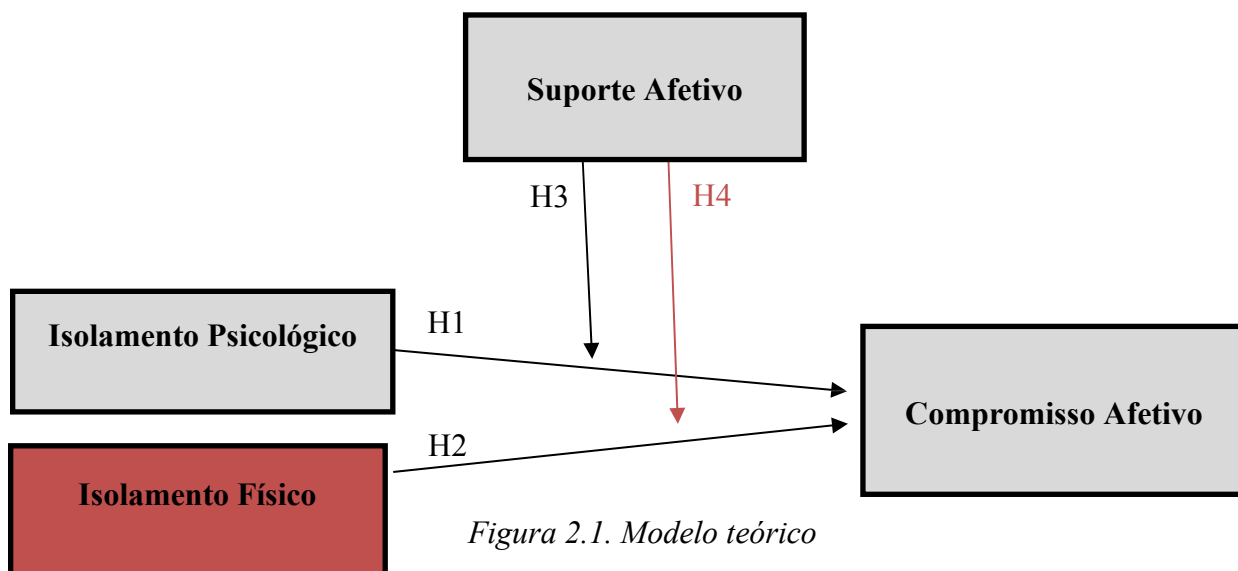 Suporte Afetivo
H3
H4
Isolamento Psicológico
H1
Compromisso Afetivo
H2
Isolamento Físico
Figura 2.1. Modelo teórico